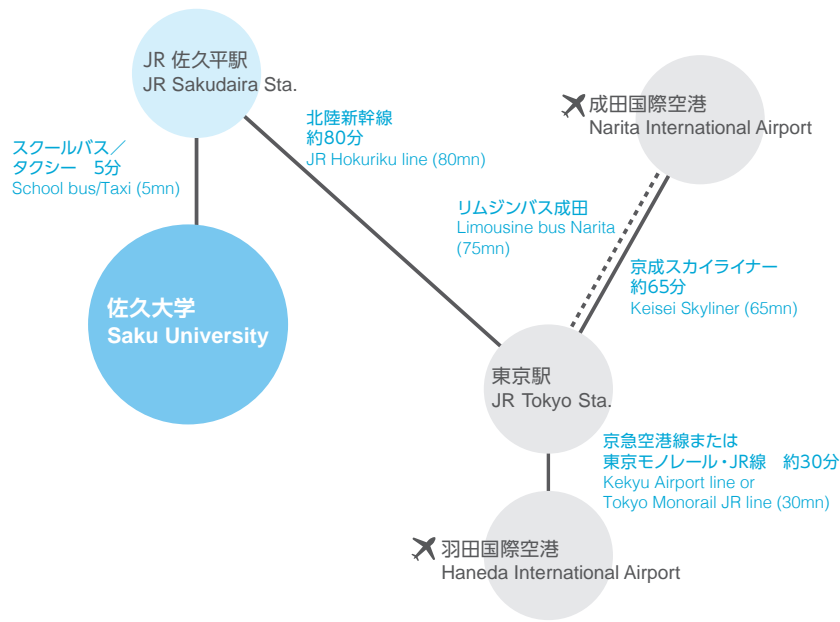 JR 佐久平駅
JR Sakudaira Sta.
成田国際空港
Narita International Airport
北陸新幹線
約80分
JR Hokuriku line (80mn)
スクールバス／
タクシー　5分
School bus/Taxi (5mn)
リムジンバス成田
Limousine bus Narita
(75mn)
京成スカイライナー
約65分
Keisei Skyliner (65mn)
佐久大学
Saku University
東京駅
JR Tokyo Sta.
京急空港線または
東京モノレール・JR線　約30分
Kekyu Airport line or
Tokyo Monorail JR line (30mn)
羽田国際空港
Haneda International Airport